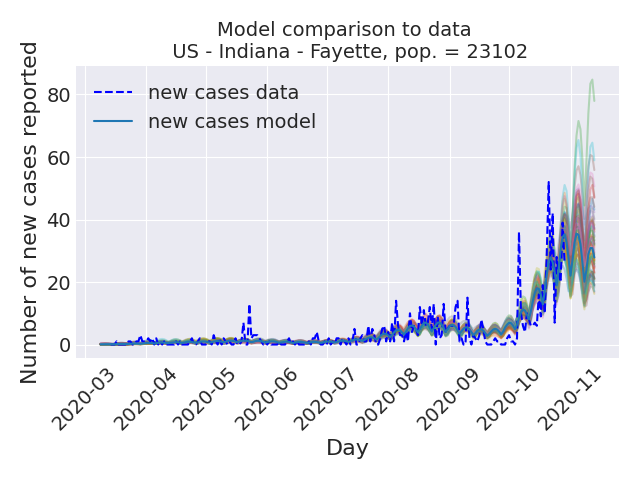 Model comparison to data
US - Indiana - Fayette, pop. = 23102
Number of new cases reported
80
60
40
20
0
new cases data
new cases model
2020-03
2020-04
2020-05
2020-06
2020-07
2020-08
2020-09
2020-10
2020-11
Day